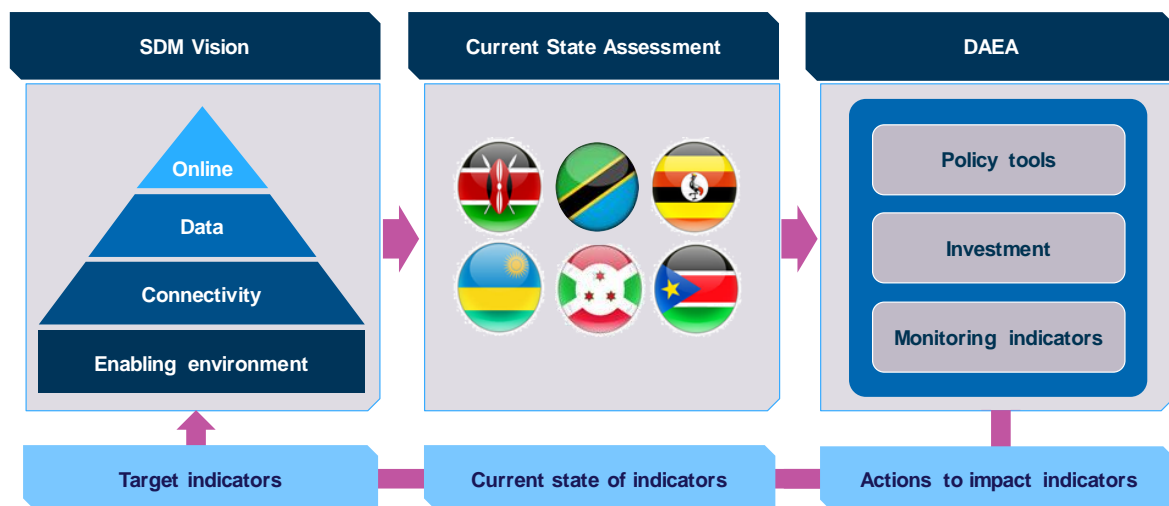 SDM Vision
Current State Assessment
DAEA
Online
Data
Connectivity
Enabling environment
Policy tools
Investment
Monitoring indicators
Target indicators
Current state of indicators
Actions to impact indicators